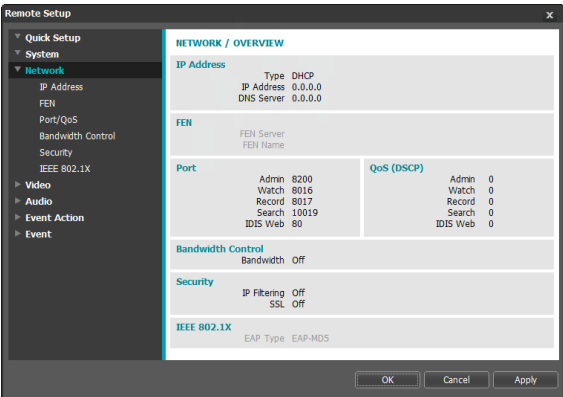 Remote Setup
x
Quick Setup
System
Network
IP Address
FEN
Port/QoS
Bandwidth Control
Security
IEEE 802.1X
Video
Audio
Event Action
Event
NETWORK / OVERVIEW
IP Address
Type DHCP
IP Address 0.0.0.0
DNS Server 0.0.0.0
FEN
FEN Server
FEN Name
Port
Admin 8200
Watch 8016
Record 8017
Search 10019
IDIS Web 80
QoS (DSCP)
Admin 0
Watch 0
Record 0
Search 0
IDIS Web 0
Bandwidth Control
Bandwidth Off
Security
IP Filtering Off
SSL Off
IEEE 802.1X
EAP Type EAP-MD5
OK Cancel Apply